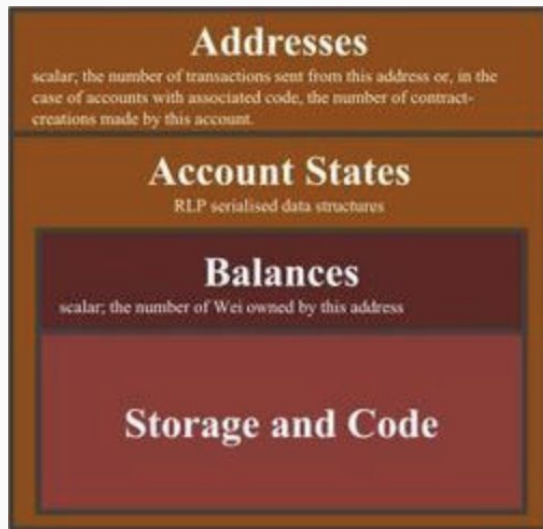 Addresses
scalar; the number of transactions sent from this address or, in the
case of accounts with associated code, the number of contract-
creations made by this account.
Account States
RLP serialised data structures
Balances
scalar; the number of Wei owned by this address
Storage and Code